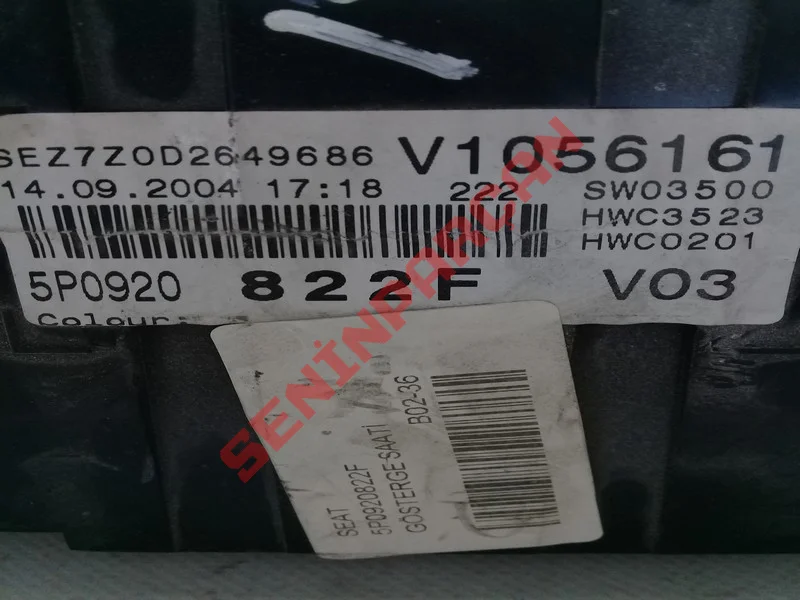 SEZ7Z0D2649686 V1056161
14.09.2004 17:18 222 SW03500
HWC3523
HWC0201
5P0920 822F V03
Colour:
SEAT
5P0920822F
GÖSTERGE SAATİ B02-36
SENİNPARÇAN